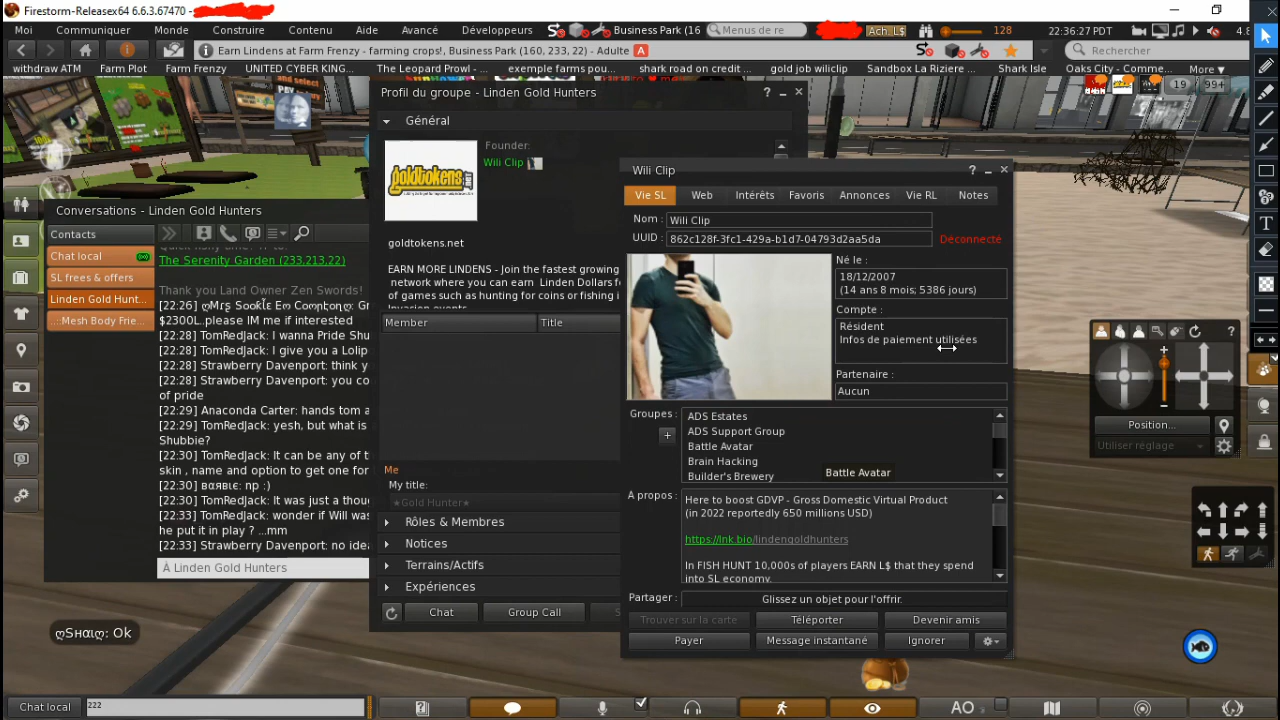 Firestorm-Releasex64 6.6.3.67470 -
Moi Communiquer Monde Construire Contenu Aide Avancé Développeurs Business Park (16 Menus de re Ach. L$ 128 22:36:27 PDT 4.8
Earn Lindens at Farm Frenzy - farming crops!, Business Park (160, 233, 22) - Adulte A Rechercher
withdraw ATM Farm Plot Farm Frenzy UNITED CYBER KING... The Leopard Prowl - ... exemple farms pou... shark road on credit ... gold job wiliclip Sandbox La Riziere ... Shark Isle Oaks City - Comme... More ▼
19 99+
Profil du groupe - Linden Gold Hunters
Général
Founder:
Wili Clip
goldtokens.net
goldtokens.net
EARN MORE LINDENS - Join the fastest growing
network where you can earn Linden Dollars fo
of games such as hunting for coins or fishing i
Member Title
Me
My title:
★Gold Hunter★
Rôles & Membres
Notices
Terrains/Actifs
Expériences
Chat Group Call
Conversations - Linden Gold Hunters
Contacts
Chat local
SL frees & offers
Linden Gold Hunt...
..::Mesh Body Frie...
The Serenity Garden (233,213,22)
Thank you Land Owner Zen Swords!
$2300L..please IM me if interested
[22:28] TomRedJack: I wanna Pride Shu
[22:28] TomRedJack: I give you a Lolip
[22:28] Strawberry Davenport: think y
[22:28] Strawberry Davenport: you co
of pride
[22:29] Anaconda Carter: hands tom a
[22:29] TomRedJack: yesh, but what is
Shubbie?
[22:30] TomRedJack: It can be any of t
skin , name and option to get one for
[22:30] вαявιє: np :)
[22:30] TomRedJack: It was just a thou
[22:33] TomRedJack: wonder if Will was
he put it in play ? ...mm
[22:33] Strawberry Davenport: no idea
À Linden Gold Hunters
Wili Clip
Vie SL Web Intérêts Favoris Annonces Vie RL Notes
Nom : Wili Clip
UUID : 862c128f-3fc1-429a-b1d7-04793d2aa5da Déconnecté
Né le :
18/12/2007
(14 ans 8 mois; 5386 jours)
Compte :
Résident
Infos de paiement utilisées
Partenaire :
Aucun
Groupes :
ADS Estates
ADS Support Group
Battle Avatar
Brain Hacking
Builder's Brewery
Battle Avatar
A propos :
Here to boost GDVP - Gross Domestic Virtual Product
(in 2022 reportedly 650 millions USD)
https://lnk.bio/lindengoldhunters
In FISH HUNT 10,000s of players EARN L$ that they spend
into SL economy.
Partager : Glissez un objet pour l'offrir.
Trouver sur la carte Téléporter Devenir amis
Payer Message instantané Ignorer
Position...
Utiliser réglage
ღSнαιღ: Ok
Chat local 222
AO